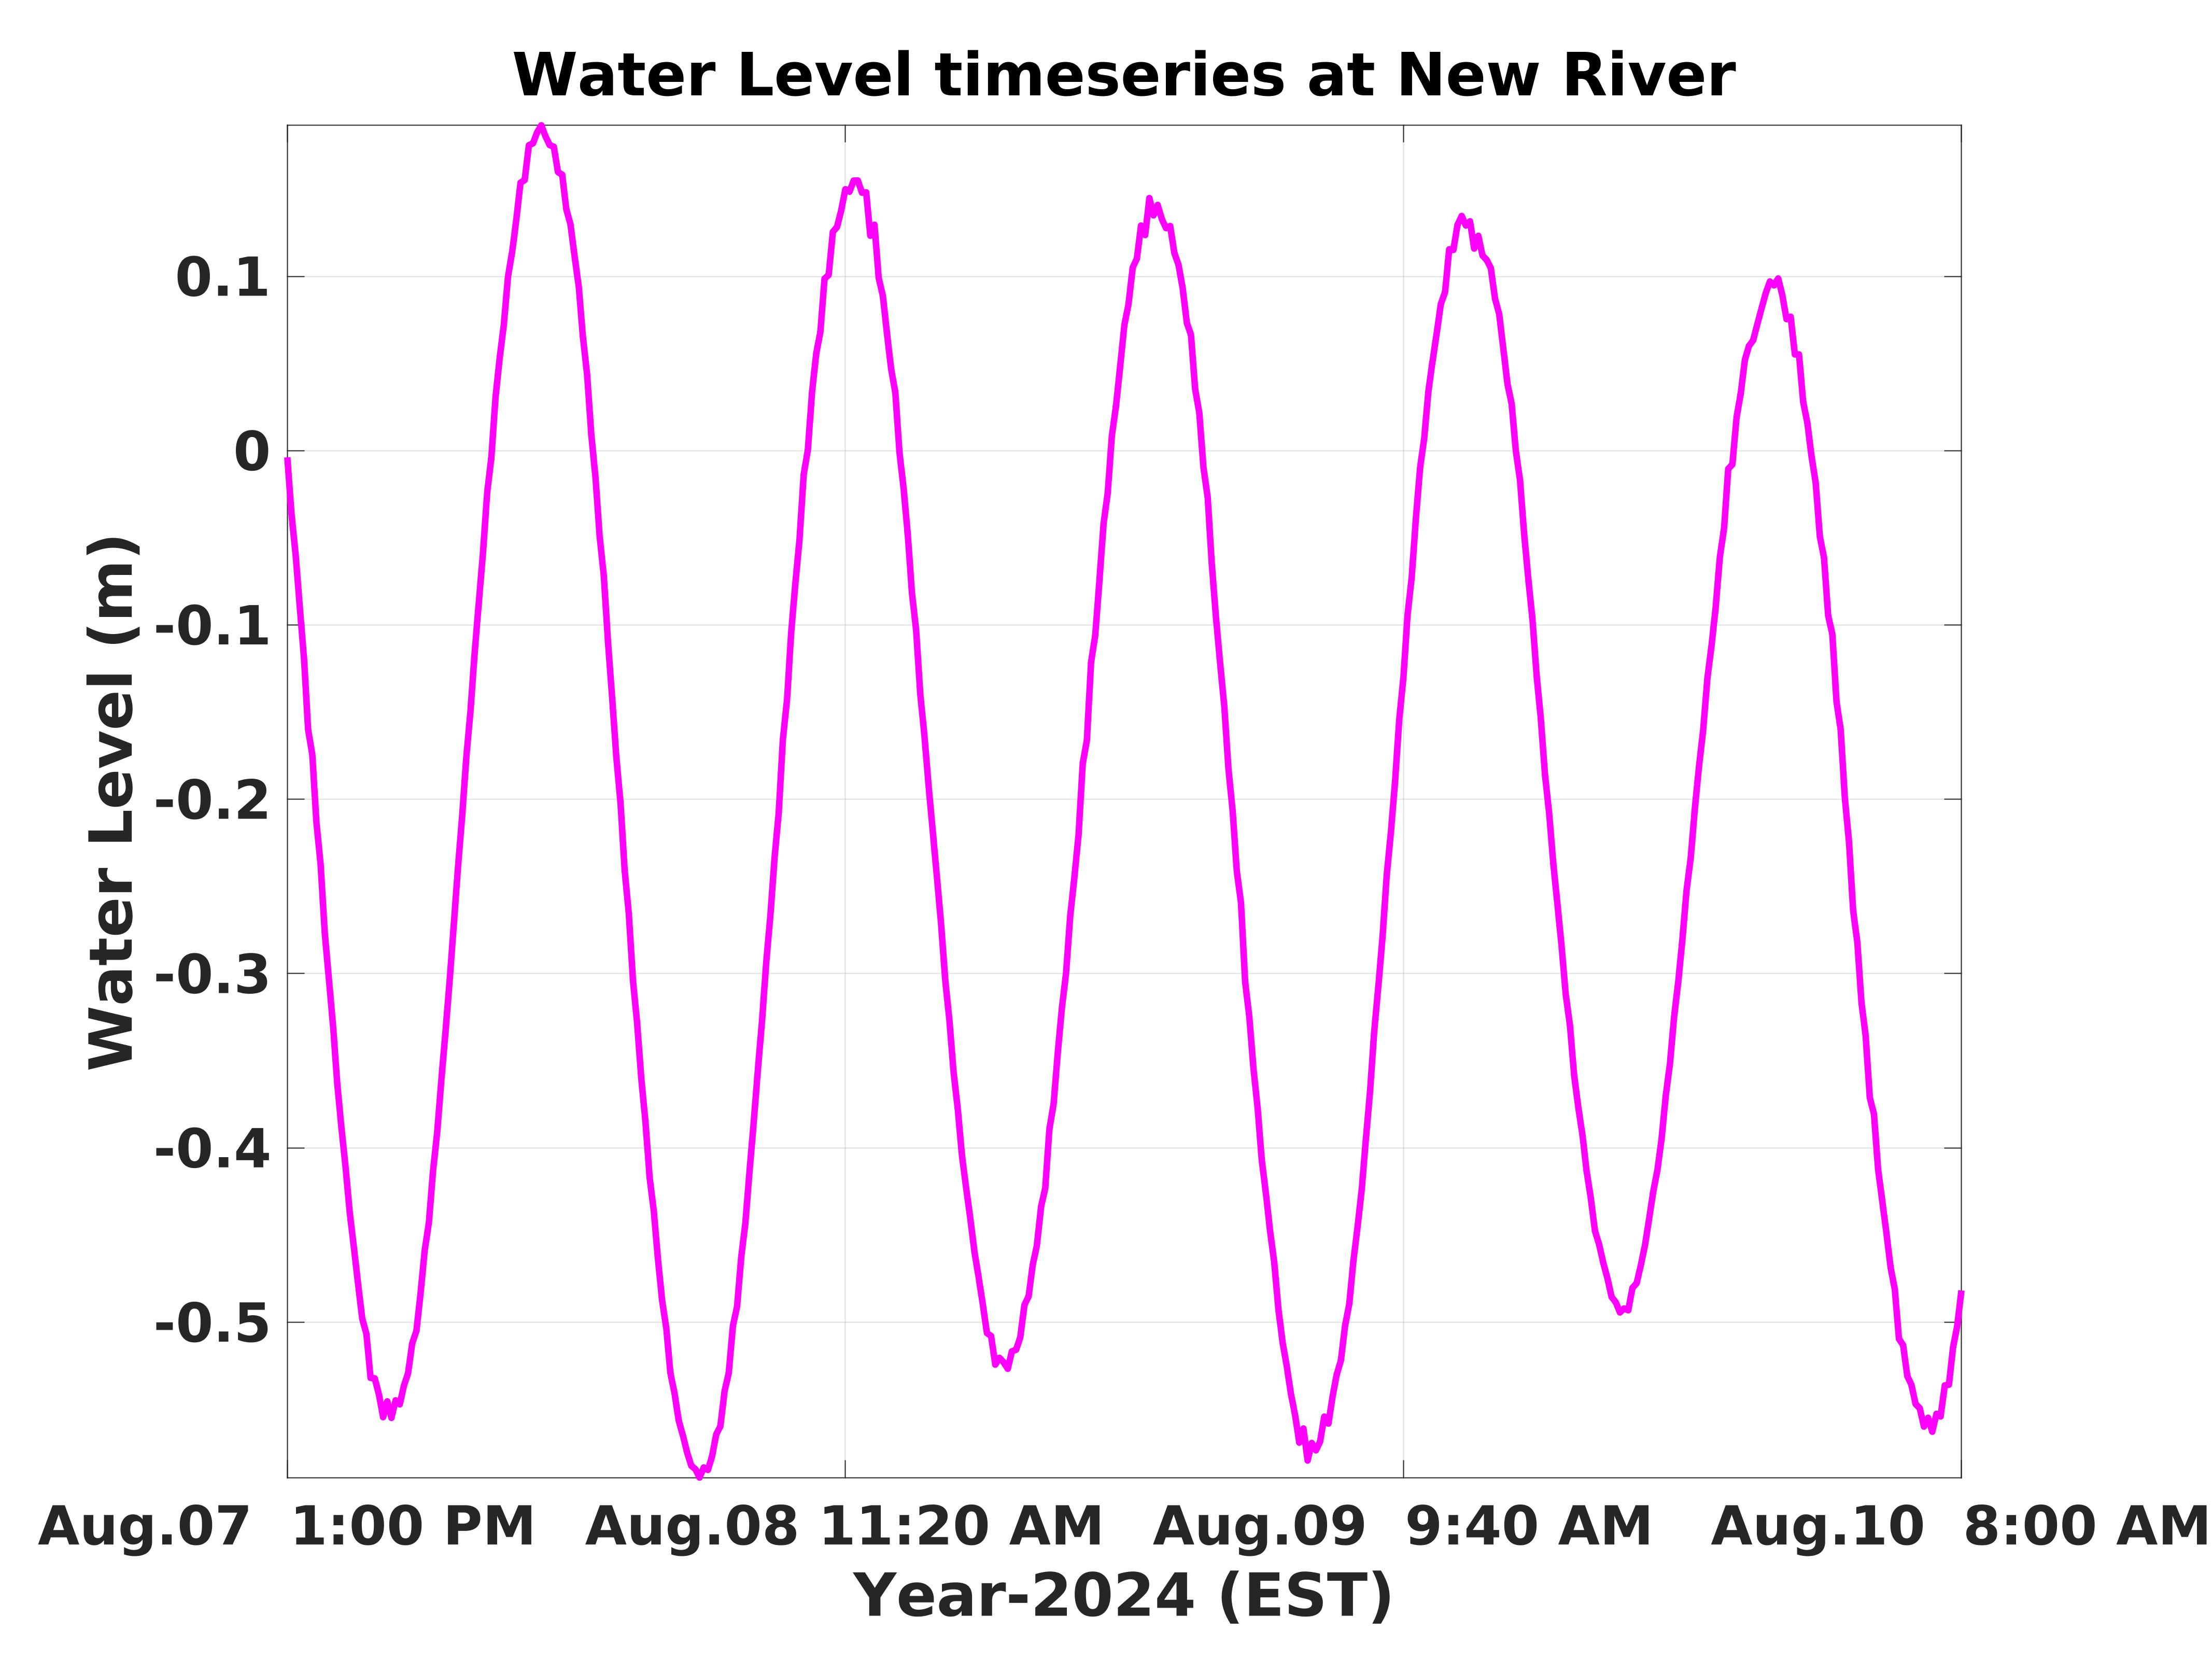 Water Level timeseries at New River
Water Level (m)
0.1
0
-0.1
-0.2
-0.3
-0.4
-0.5
Aug.07 1:00 PM Aug.08 11:20 AM Aug.09 9:40 AM Aug.10 8:00 AM
Year-2024 (EST)